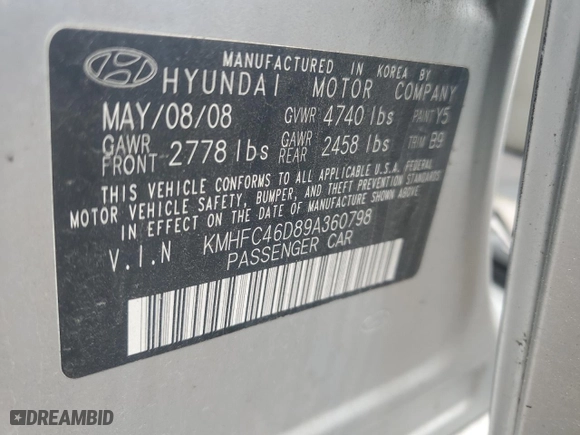 MANUFACTURED IN KOREA BY
HYUNDAI MOTOR COMPANY
MAY/08/08 GVWR 4740 lbs PAINT Y5
GAWR FRONT 2778 lbs GAWR REAR 2458 lbs TRIM B9
THIS VEHICLE CONFORMS TO ALL APPLICABLE U.S.A. FEDERAL
MOTOR VEHICLE SAFETY, BUMPER, AND THEFT PREVENTION STANDARDS
IN EFFECT ON THE DATE OF MANUFACTURE SHOWN ABOVE.
V.I.N KMHFC46D89A360798
PASSENGER CAR
DREAMBID